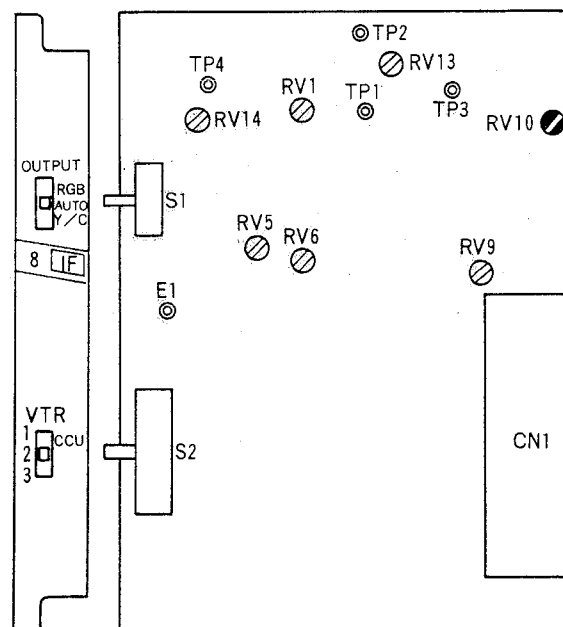 TP2
TP4
RV13
RV1
TP1
TP3
RV14
RV10
OUTPUT
RGB
AUTO
Y/C
S1
8 IF
RV5
RV6
RV9
E1
VTR
1
CCU
2
3
S2
CN1